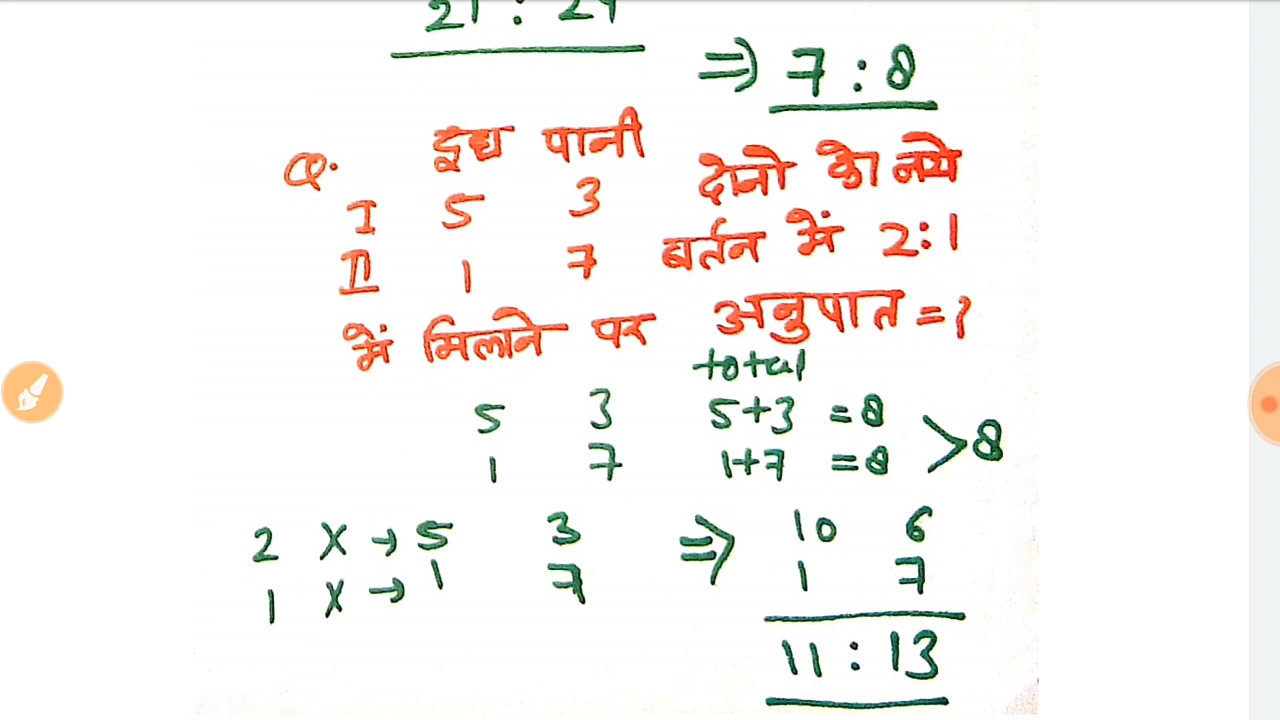 21 : 24
=) 7 : 8
Q. दुध पानी
I 5 3 दोनो को नये
II 1 7 बर्तन में 2:1
में मिलाने पर अनुपात = ?
total
5 3 5+3 = 8
1 7 1+7 = 8 > 8
2 X → 5 3 => 10 6
1 X → 1 7 1 7
11 : 13